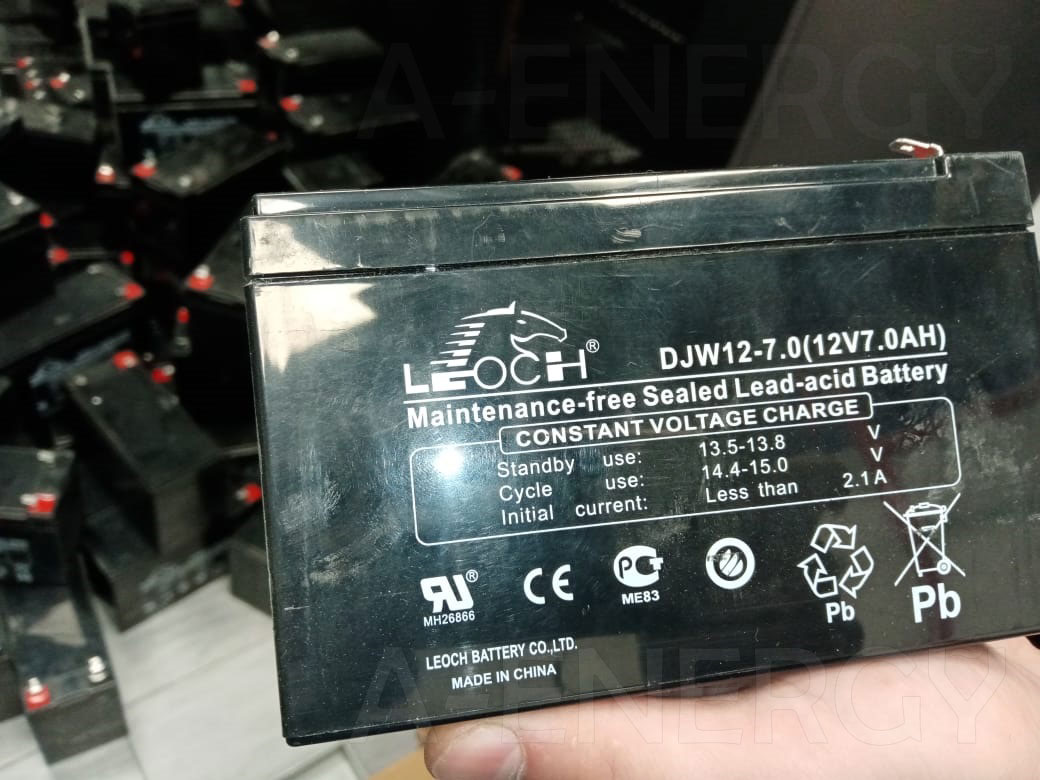 A-ENERGY
LEOCH®
DJW12-7.0(12V7.0AH)
Maintenance-free Sealed Lead-acid Battery
CONSTANT VOLTAGE CHARGE
Standby use: 13.5-13.8 V
Cycle use: 14.4-15.0 V
Initial current: Less than 2.1A
MH26866
CE
ME83
Pb
Pb
LEOCH BATTERY CO.,LTD.
MADE IN CHINA
A-ENERGY